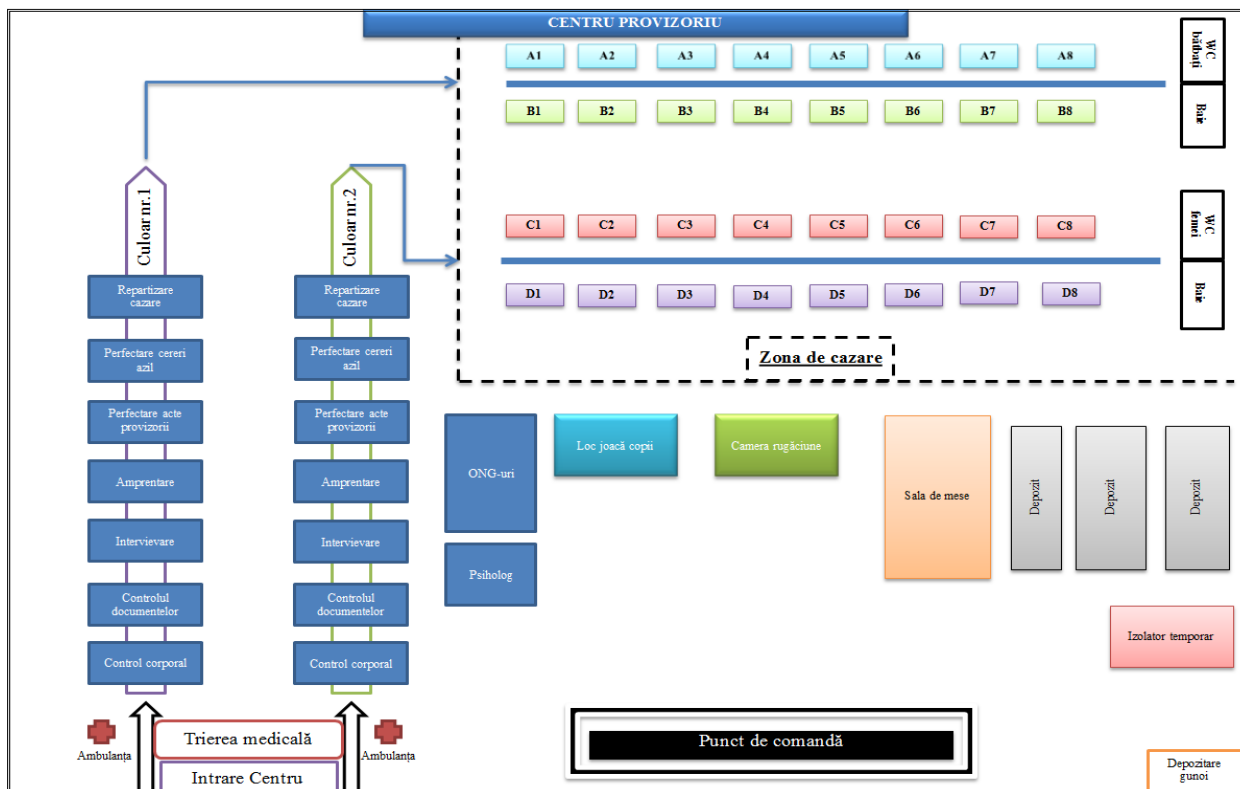 CENTRU PROVIZORIU
A1 A2 A3 A4 A5 A6 A7 A8
WC
bărbați
B1 B2 B3 B4 B5 B6 B7 B8
Baie
C1 C2 C3 C4 C5 C6 C7 C8
WC
femei
D1 D2 D3 D4 D5 D6 D7 D8
Baie
Zona de cazare
Culoar nr.1
Repartizare
cazare
Perfectare cereri
azil
Perfectare acte
provizorii
Amprentare
Intervievare
Controlul
documentelor
Control corporal
Culoar nr.2
Repartizare
cazare
Perfectare cereri
azil
Perfectare acte
provizorii
Amprentare
Intervievare
Controlul
documentelor
Control corporal
ONG-uri
Psiholog
Loc joacă copii
Camera rugăciune
Sala de mese
Depozit
Depozit
Depozit
Izolator temporar
Ambulanța
Trierea medicală
Ambulanța
Intrare Centru
Punct de comandă
Depozitare
gunoi